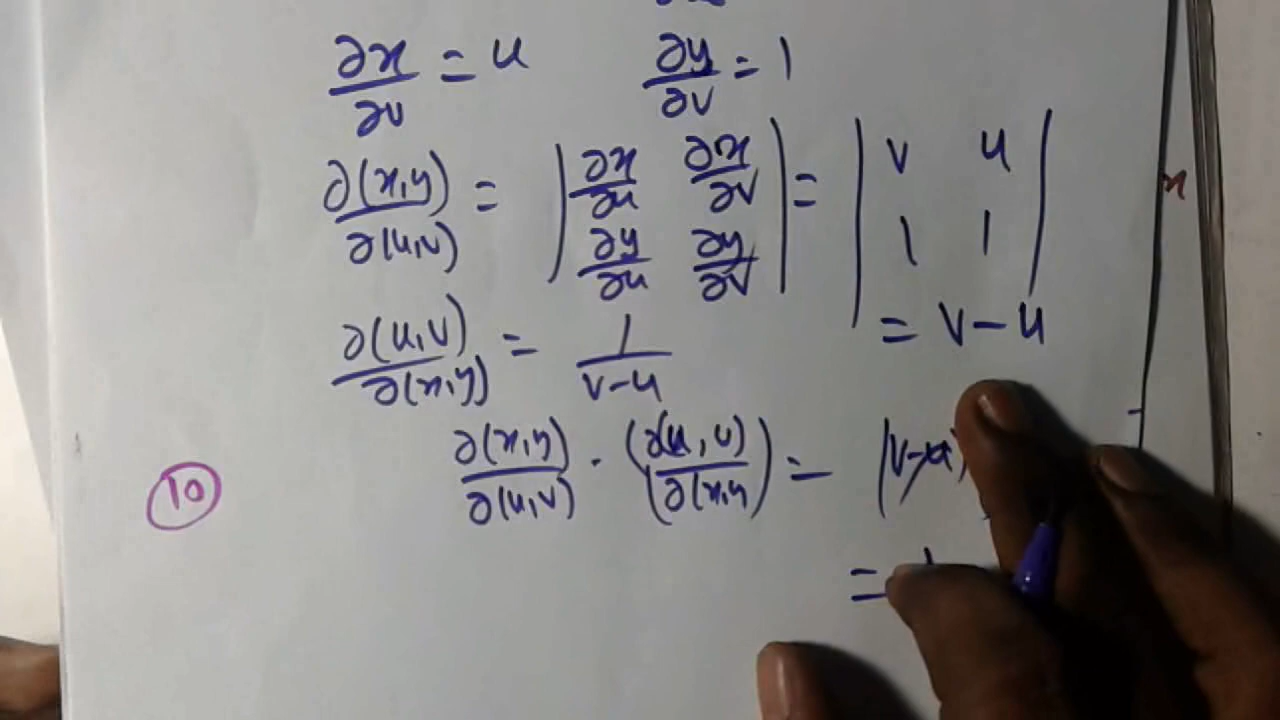 ∂x/∂v = u ∂y/∂v = 1
∂(x,y)/∂(u,v) = | ∂x/∂u ∂x/∂v | = | v u |
| ∂y/∂u ∂y/∂v | | 1 1 |
= v-u
∂(u,v)/∂(x,y) = 1/v-u
10 ∂(x,y)/∂(u,v) · (∂(u,v)/∂(x,y) ) = (v-u)
=
x